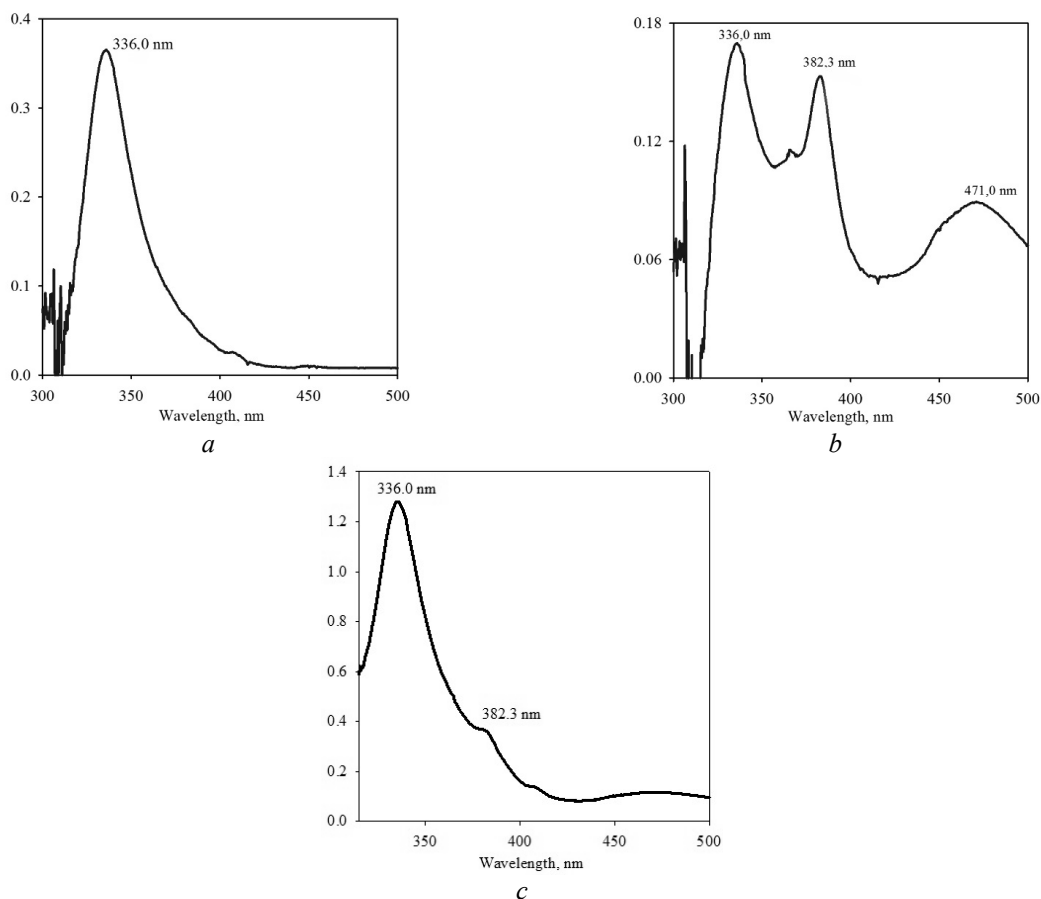 0.4
336.0 nm
0.3
0.2
0.1
0.0
300 350 400 450 500
Wavelength, nm
a
0.18
336,0 nm
382.3 nm
0.12
471,0 nm
0.06
0.00
300 350 400 450 500
Wavelength, nm
b
1.4
336.0 nm
1.2
1.0
0.8
0.6
382.3 nm
0.4
0.2
0.0
350 400 450 500
Wavelength, nm
c